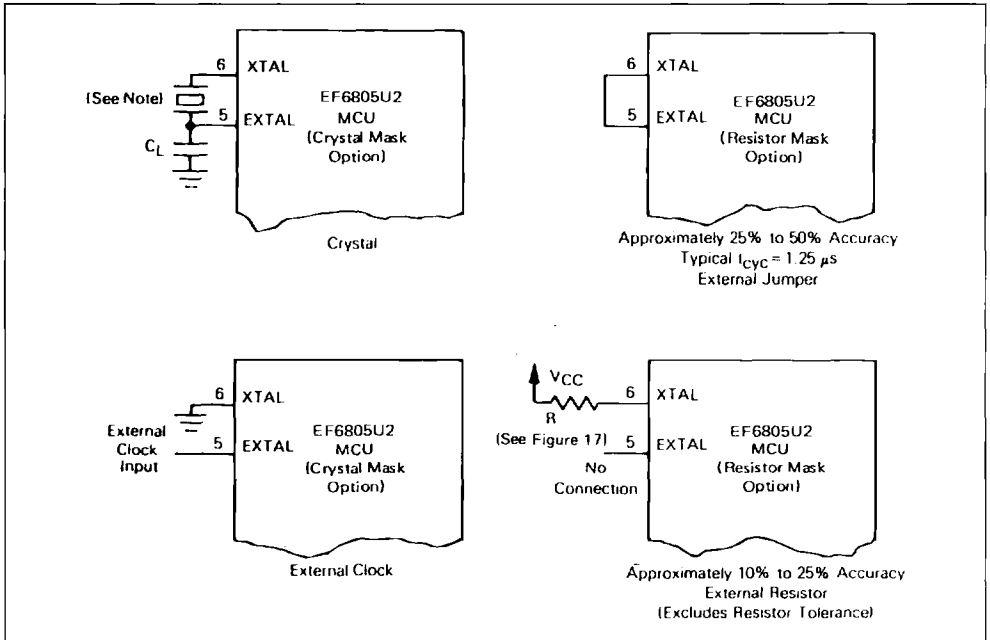 6 XTAL
(See Note)
5 EXTAL
CL
EF6805U2
MCU
(Crystal Mask
Option)
Crystal
6 XTAL
5 EXTAL
EF6805U2
MCU
(Resistor Mask
Option)
Approximately 25% to 50% Accuracy
Typical tcyc = 1.25 μs
External Jumper
6 XTAL
External
Clock
Input
5 EXTAL
EF6805U2
MCU
(Crystal Mask
Option)
External Clock
VCC
R
6 XTAL
(See Figure 17)
5 EXTAL
No
Connection
EF6805U2
MCU
(Resistor Mask
Option)
Approximately 10% to 25% Accuracy
External Resistor
(Excludes Resistor Tolerance)